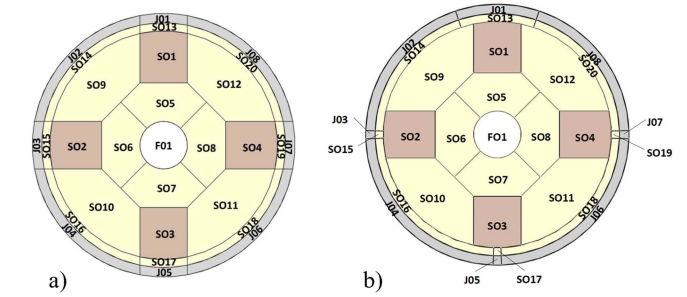 J01
SO13
J02
SO14
J08
SO20
SO1
SO9
SO12
SO5
J03
SO15
SO2
SO6
F01
SO8
SO4
SO19
J07
SO7
SO10
SO11
SO3
SO16
J04
SO18
J06
SO17
J05
a)
J01
SO13
J02
SO14
J08
SO20
SO1
SO9
SO12
SO5
J03
J07
SO2
SO6
FO1
SO8
SO4
SO15
SO19
SO7
SO10
SO11
SO16
J04
SO18
J06
SO3
J05
SO17
b)